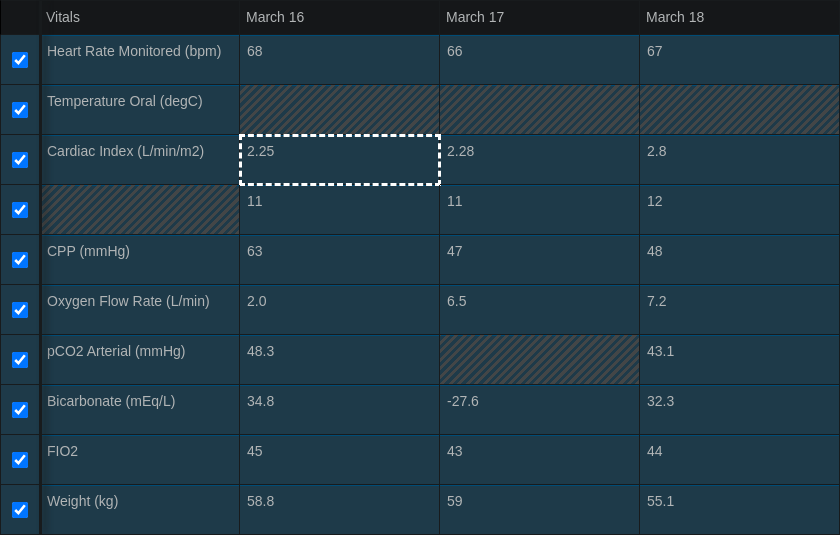 Vitals March 16 March 17 March 18
Heart Rate Monitored (bpm) 68 66 67
Temperature Oral (degC)
Cardiac Index (L/min/m2) 2.25 2.28 2.8
11 11 12
CPP (mmHg) 63 47 48
Oxygen Flow Rate (L/min) 2.0 6.5 7.2
pCO2 Arterial (mmHg) 48.3 43.1
Bicarbonate (mEq/L) 34.8 -27.6 32.3
FIO2 45 43 44
Weight (kg) 58.8 59 55.1